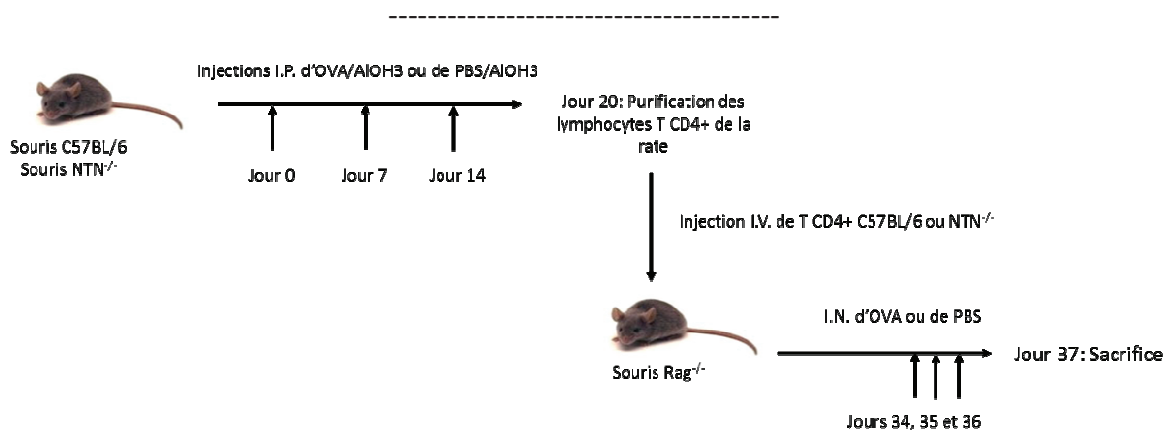 Injections I.P. d'OVA/AlOH3 ou de PBS/AlOH3
Souris C57BL/6
Souris NTN-/-
Jour 0
Jour 7
Jour 14
Jour 20: Purification des
lymphocytes T CD4+ de la
rate
Injection I.V. de T CD4+ C57BL/6 ou NTN-/-
Souris Rag-/-
I.N. d'OVA ou de PBS
Jours 34, 35 et 36
Jour 37: Sacrifice